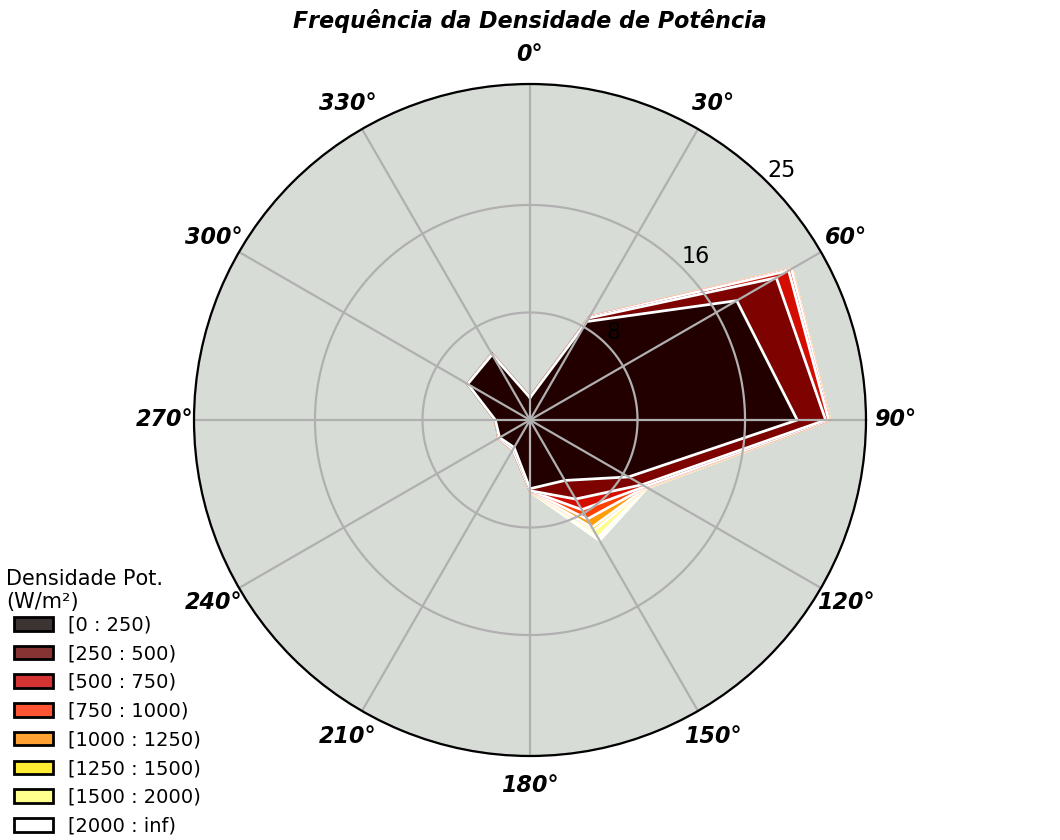 Frequência da Densidade de Potência
0°
330°
30°
25
300°
60°
16
8
270°
90°
240°
120°
210°
150°
180°
Densidade Pot.
(W/m²)
[0 : 250)
[250 : 500)
[500 : 750)
[750 : 1000)
[1000 : 1250)
[1250 : 1500)
[1500 : 2000)
[2000 : inf)